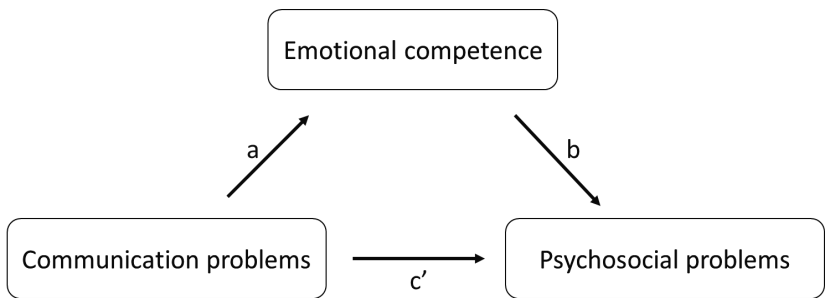 Emotional competence
a
b
Communication problems
c’
Psychosocial problems